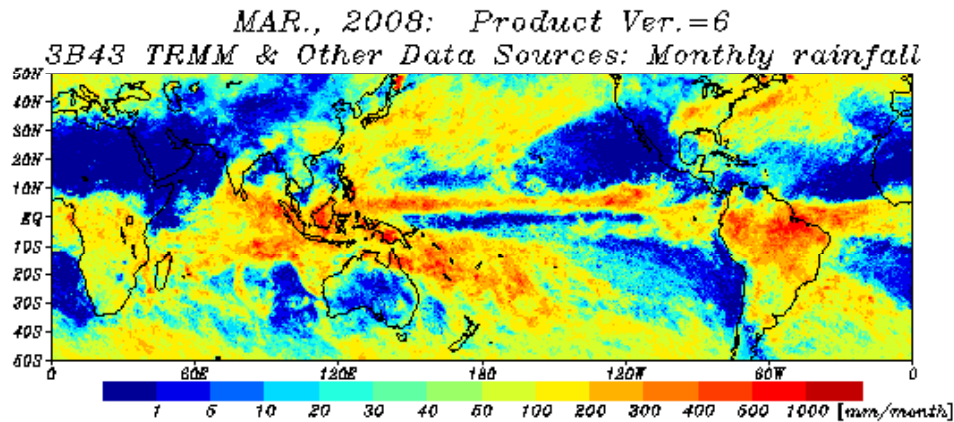 MAR., 2008: Product Ver.=6
3B43 TRMM & Other Data Sources: Monthly rainfall
50N
40N
30N
20N
10N
EQ
10S
20S
30S
40S
50S
0 60E 120E 180 120W 60W 0
1 5 10 20 30 40 50 100 200 300 400 600 1000 [mm/month]